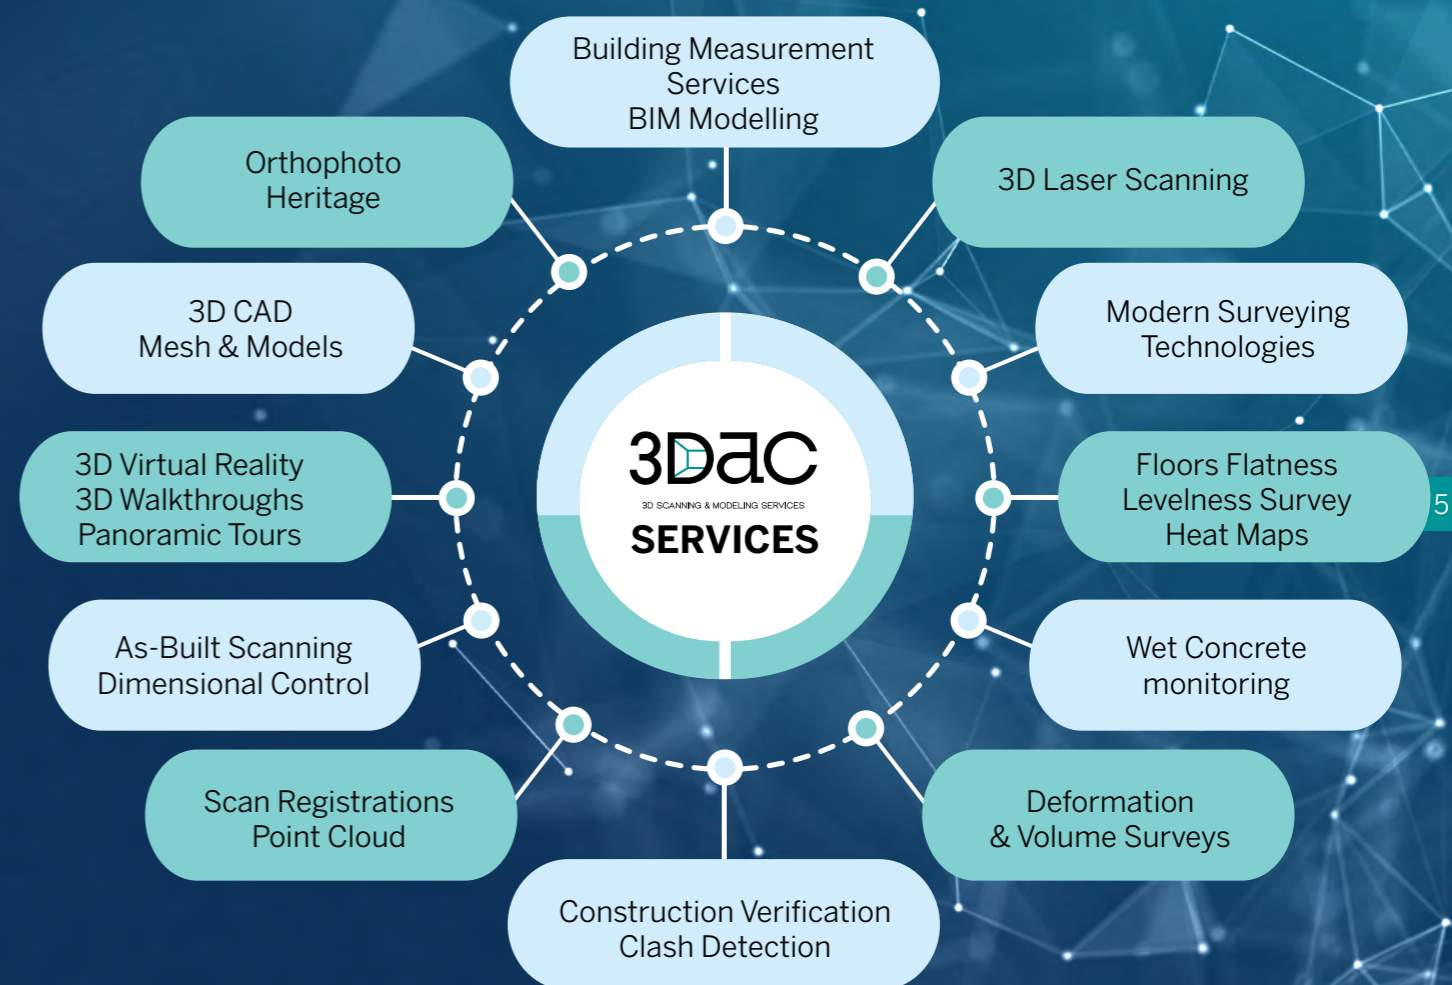 Building Measurement
Services
BIM Modelling
Orthophoto
Heritage
3D Laser Scanning
3D CAD
Mesh & Models
Modern Surveying
Technologies
3D Virtual Reality
3D Walkthroughs
Panoramic Tours
3Dac
3D SCANNING & MODELING SERVICES
SERVICES
Floors Flatness
Levelness Survey
Heat Maps
5
As-Built Scanning
Dimensional Control
Wet Concrete
monitoring
Scan Registrations
Point Cloud
Deformation
& Volume Surveys
Construction Verification
Clash Detection